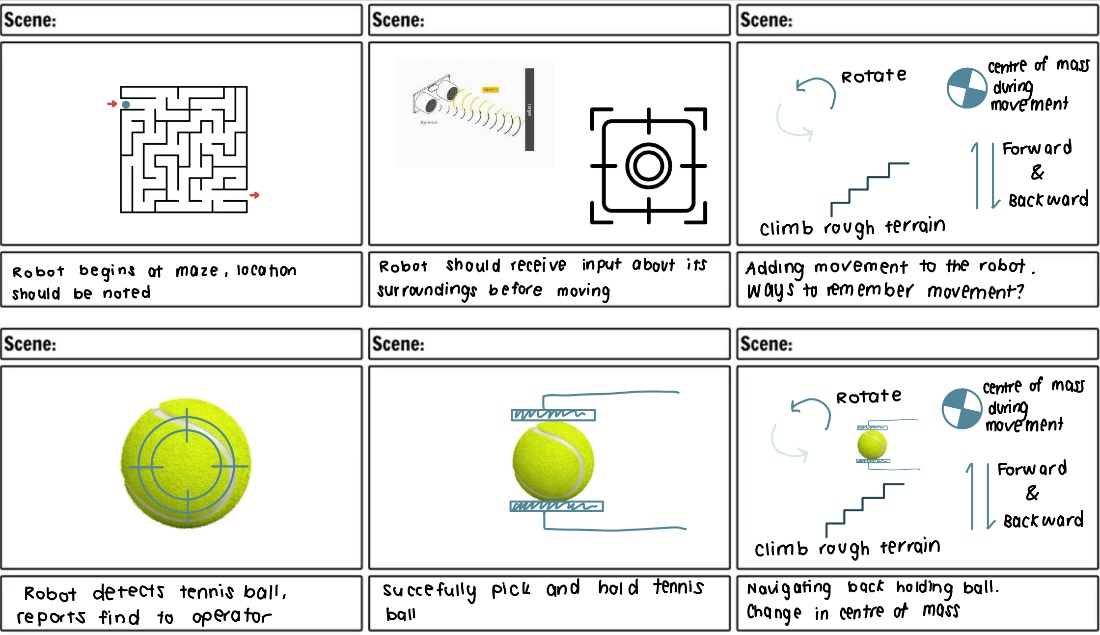 Scene:
Scene:
Scene:
Rotate
centre of mass
during
movement
Forward
&
Backward
Climb rough terrain
Robot begins at maze, location
should be noted
Robot should receive input about its
surroundings before moving
Adding movement to the robot.
Ways to remember movement?
Scene:
Scene:
Scene:
Rotate
centre of mass
during
movement
Forward
&
Backward
Climb rough terrain
Robot detects tennis ball,
reports find to operator
Succefully pick and hold tennis
ball
Navigating back holding ball.
Change in centre of mass